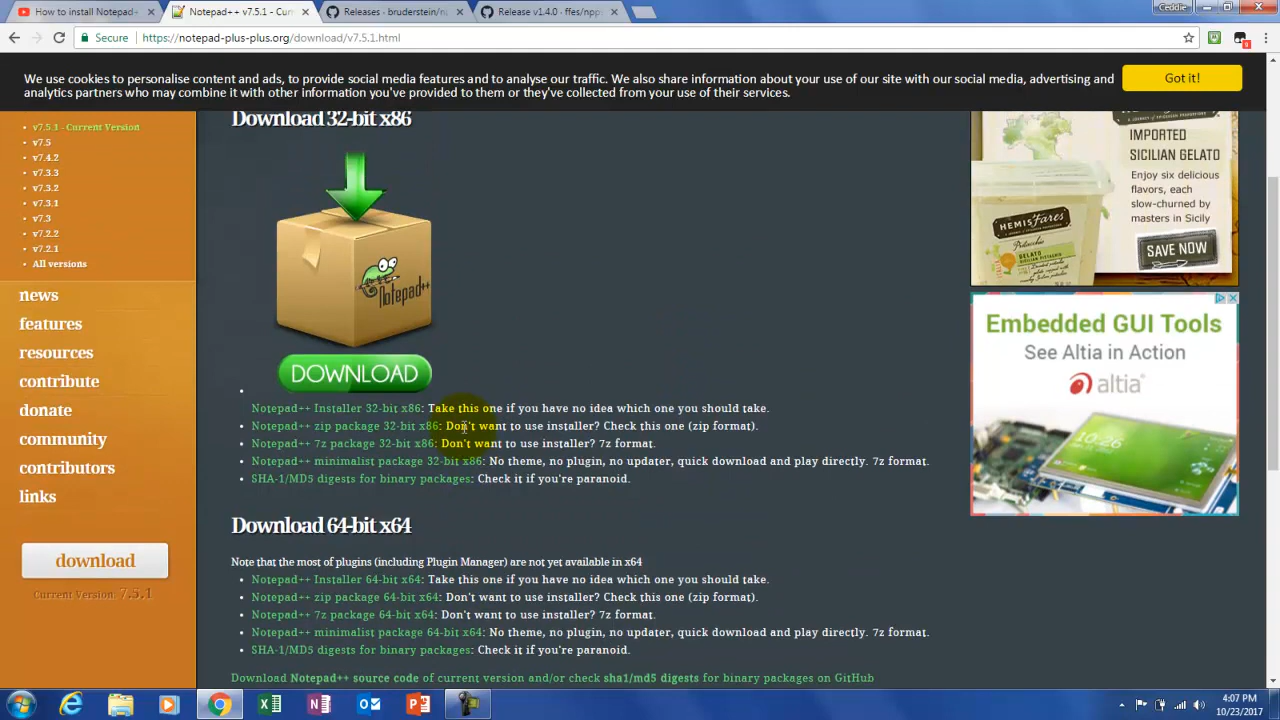 How to install Notepad+
Notepad++ v7.5.1 - Curr
Releases · bruderstein/nu
Release v1.4.0 · ffes/npp
Ceddie
Secure
https://notepad-plus-plus.org/download/v7.5.1.html
We use cookies to personalise content and ads, to provide social media features and to analyse our traffic. We also share information about your use of our site with our social media, advertising and
analytics partners who may combine it with other information you've provided to them or they've collected from your use of their services.
Got it!
v7.5.1 - Current Version
v7.5
v7.4.2
v7.3.3
v7.3.2
v7.3.1
v7.3
v7.2.2
v7.2.1
All versions
news
features
resources
contribute
donate
community
contributors
links
download
Current Version: 7.5.1
Download 32-bit x86
Notepad++
DOWNLOAD
Notepad++ Installer 32-bit x86: Take this one if you have no idea which one you should take.
Notepad++ zip package 32-bit x86: Don't want to use installer? Check this one (zip format).
Notepad++ 7z package 32-bit x86: Don't want to use installer? 7z format.
Notepad++ minimalist package 32-bit x86: No theme, no plugin, no updater, quick download and play directly. 7z format.
SHA-1/MD5 digests for binary packages: Check it if you're paranoid.
Download 64-bit x64
Note that the most of plugins (including Plugin Manager) are not yet available in x64
Notepad++ Installer 64-bit x64: Take this one if you have no idea which one you should take.
Notepad++ zip package 64-bit x64: Don't want to use installer? Check this one (zip format).
Notepad++ 7z package 64-bit x64: Don't want to use installer? 7z format.
Notepad++ minimalist package 64-bit x64: No theme, no plugin, no updater, quick download and play directly. 7z format.
SHA-1/MD5 digests for binary packages: Check it if you're paranoid.
Download Notepad++ source code of current version and/or check sha1/md5 digests for binary packages on GitHub
IMPORTED
SICILIAN GELATO
Enjoy six delicious
flavors, each
slow-churned by
masters in Sicily
SAVE NOW
HEMISFARES
Pistachio
GELATO
Embedded GUI Tools
See Altia in Action
altia
10:26
4:07 PM
10/23/2017